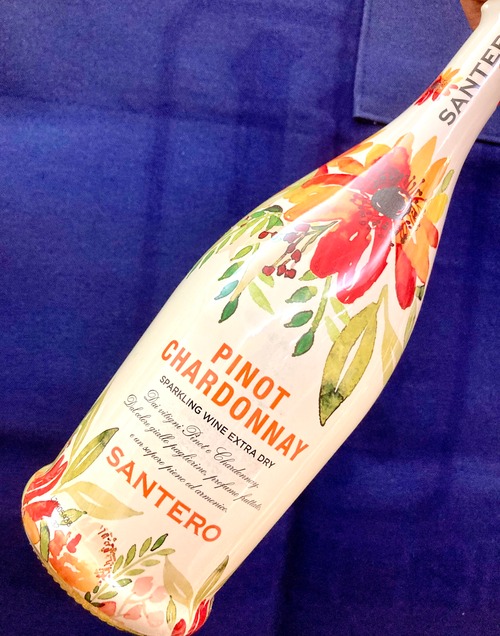 SANTER
PINOT
CHARDONNAY
SPARKLING WINE EXTRA DRY
Dai vitigni Pinot e Chardonnay.
Dal colore giallo paglierino, profumo fruttato
e un sapore pieno ed armonico.
SANTERO